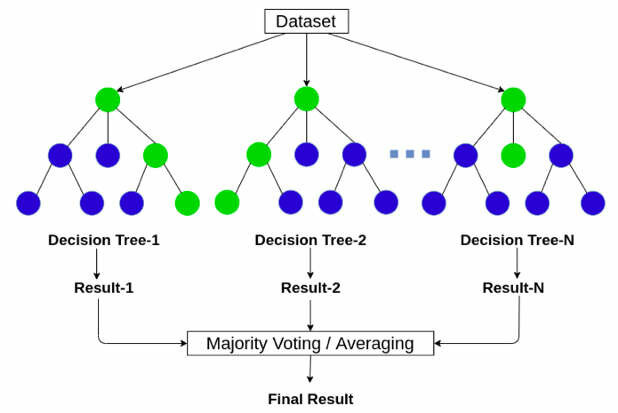 Dataset
Decision Tree-1
Decision Tree-2
Decision Tree-N
Result-1
Result-2
Result-N
Majority Voting / Averaging
Final Result